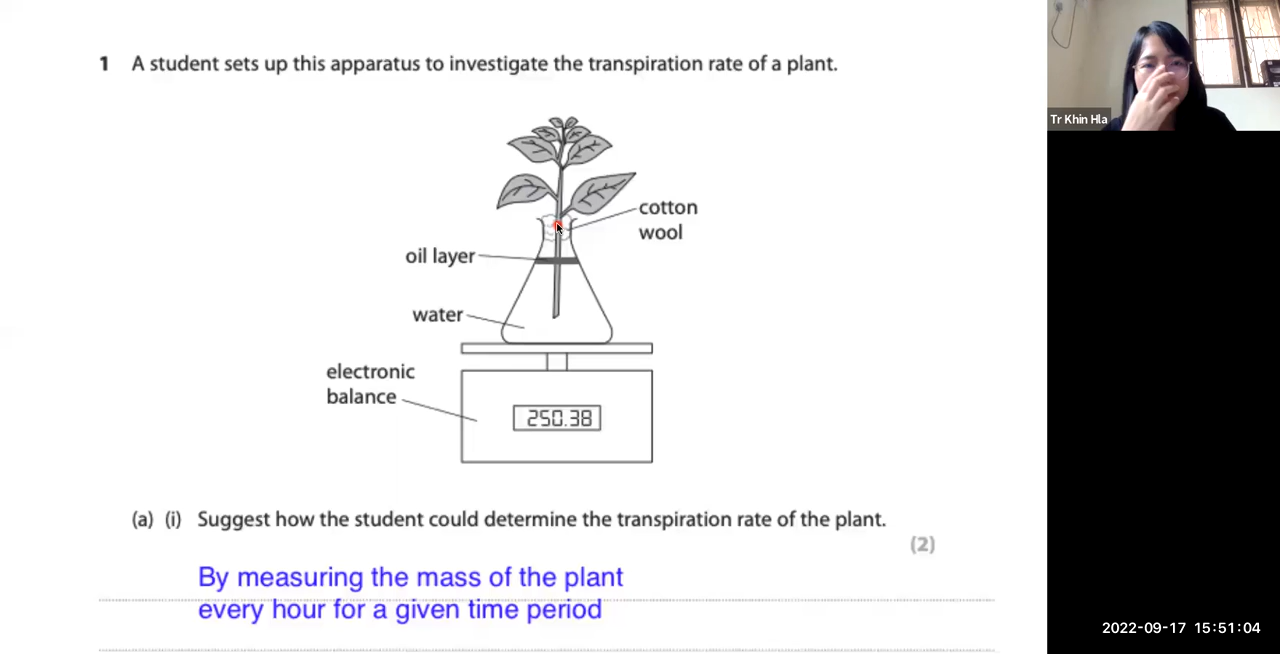 1 A student sets up this apparatus to investigate the transpiration rate of a plant.
cotton
wool
oil layer
water
electronic
balance
250.38
(a) (i) Suggest how the student could determine the transpiration rate of the plant.
(2)
By measuring the mass of the plant
every hour for a given time period
Tr Khin Hla
2022-09-17 15:51:04